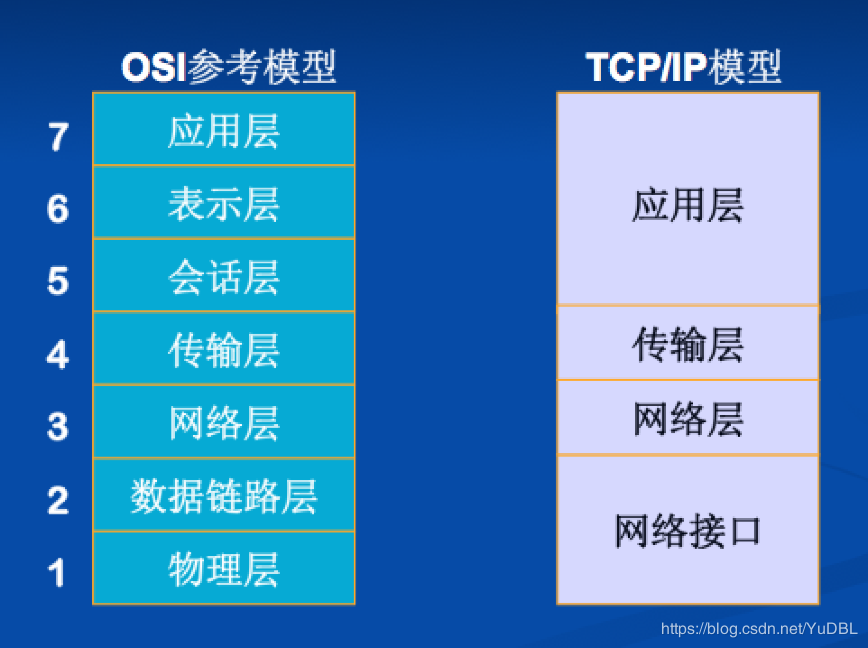 OSI参考模型
TCP/IP模型
7
应用层
6
表示层
5
会话层
4
传输层
3
网络层
2
数据链路层
1
物理层
应用层
传输层
网络层
网络接口
https://blog.csdn.net/YuDBL